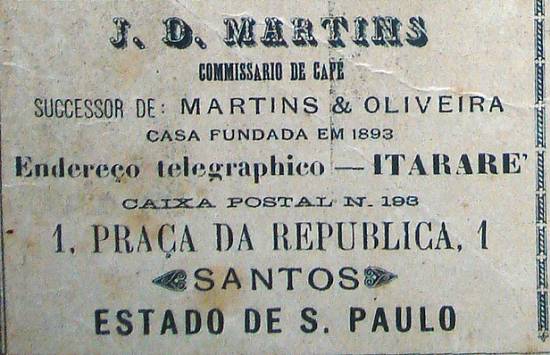 J. D. MARTINS
COMMISSARIO DE CAFÉ
SUCCESSOR DE: MARTINS & OLIVEIRA
CASA FUNDADA EM 1893
Endereço telegraphico — ITARARE'
CAIXA POSTAL N. 193
1, PRAÇA DA REPUBLICA, 1
SANTOS
ESTADO DE S. PAULO